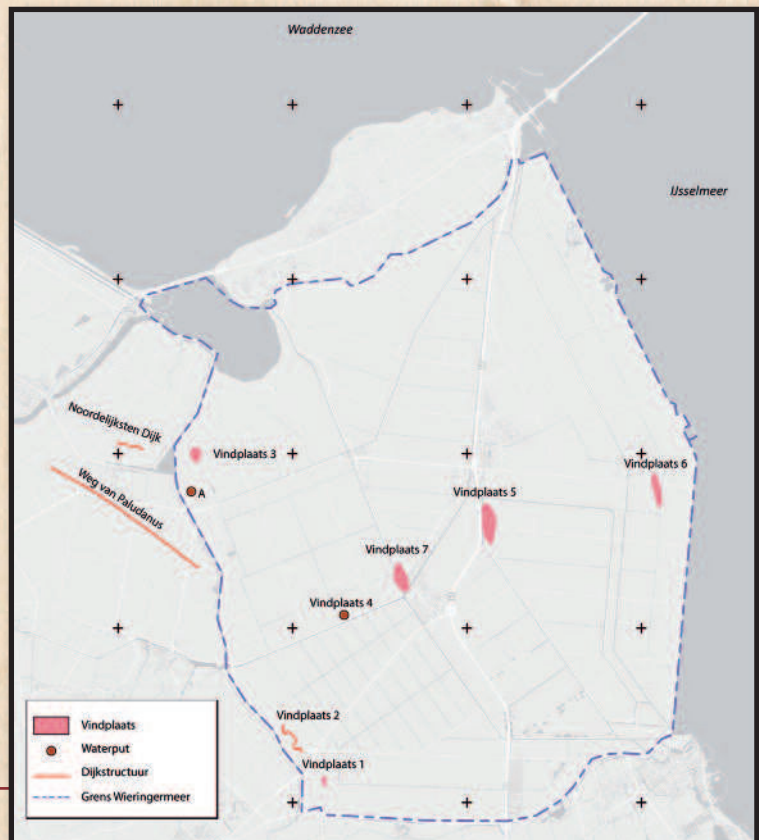 Waddenzee
IJsselmeer
Noordelijksten Dijk
Vindplaats 3
Weg van Paludanus
A
Vindplaats 6
Vindplaats 5
Vindplaats 7
Vindplaats 4
Vindplaats 2
Vindplaats 1
Vindplaats
Waterput
Dijkstructuur
Grens Wieringermeer